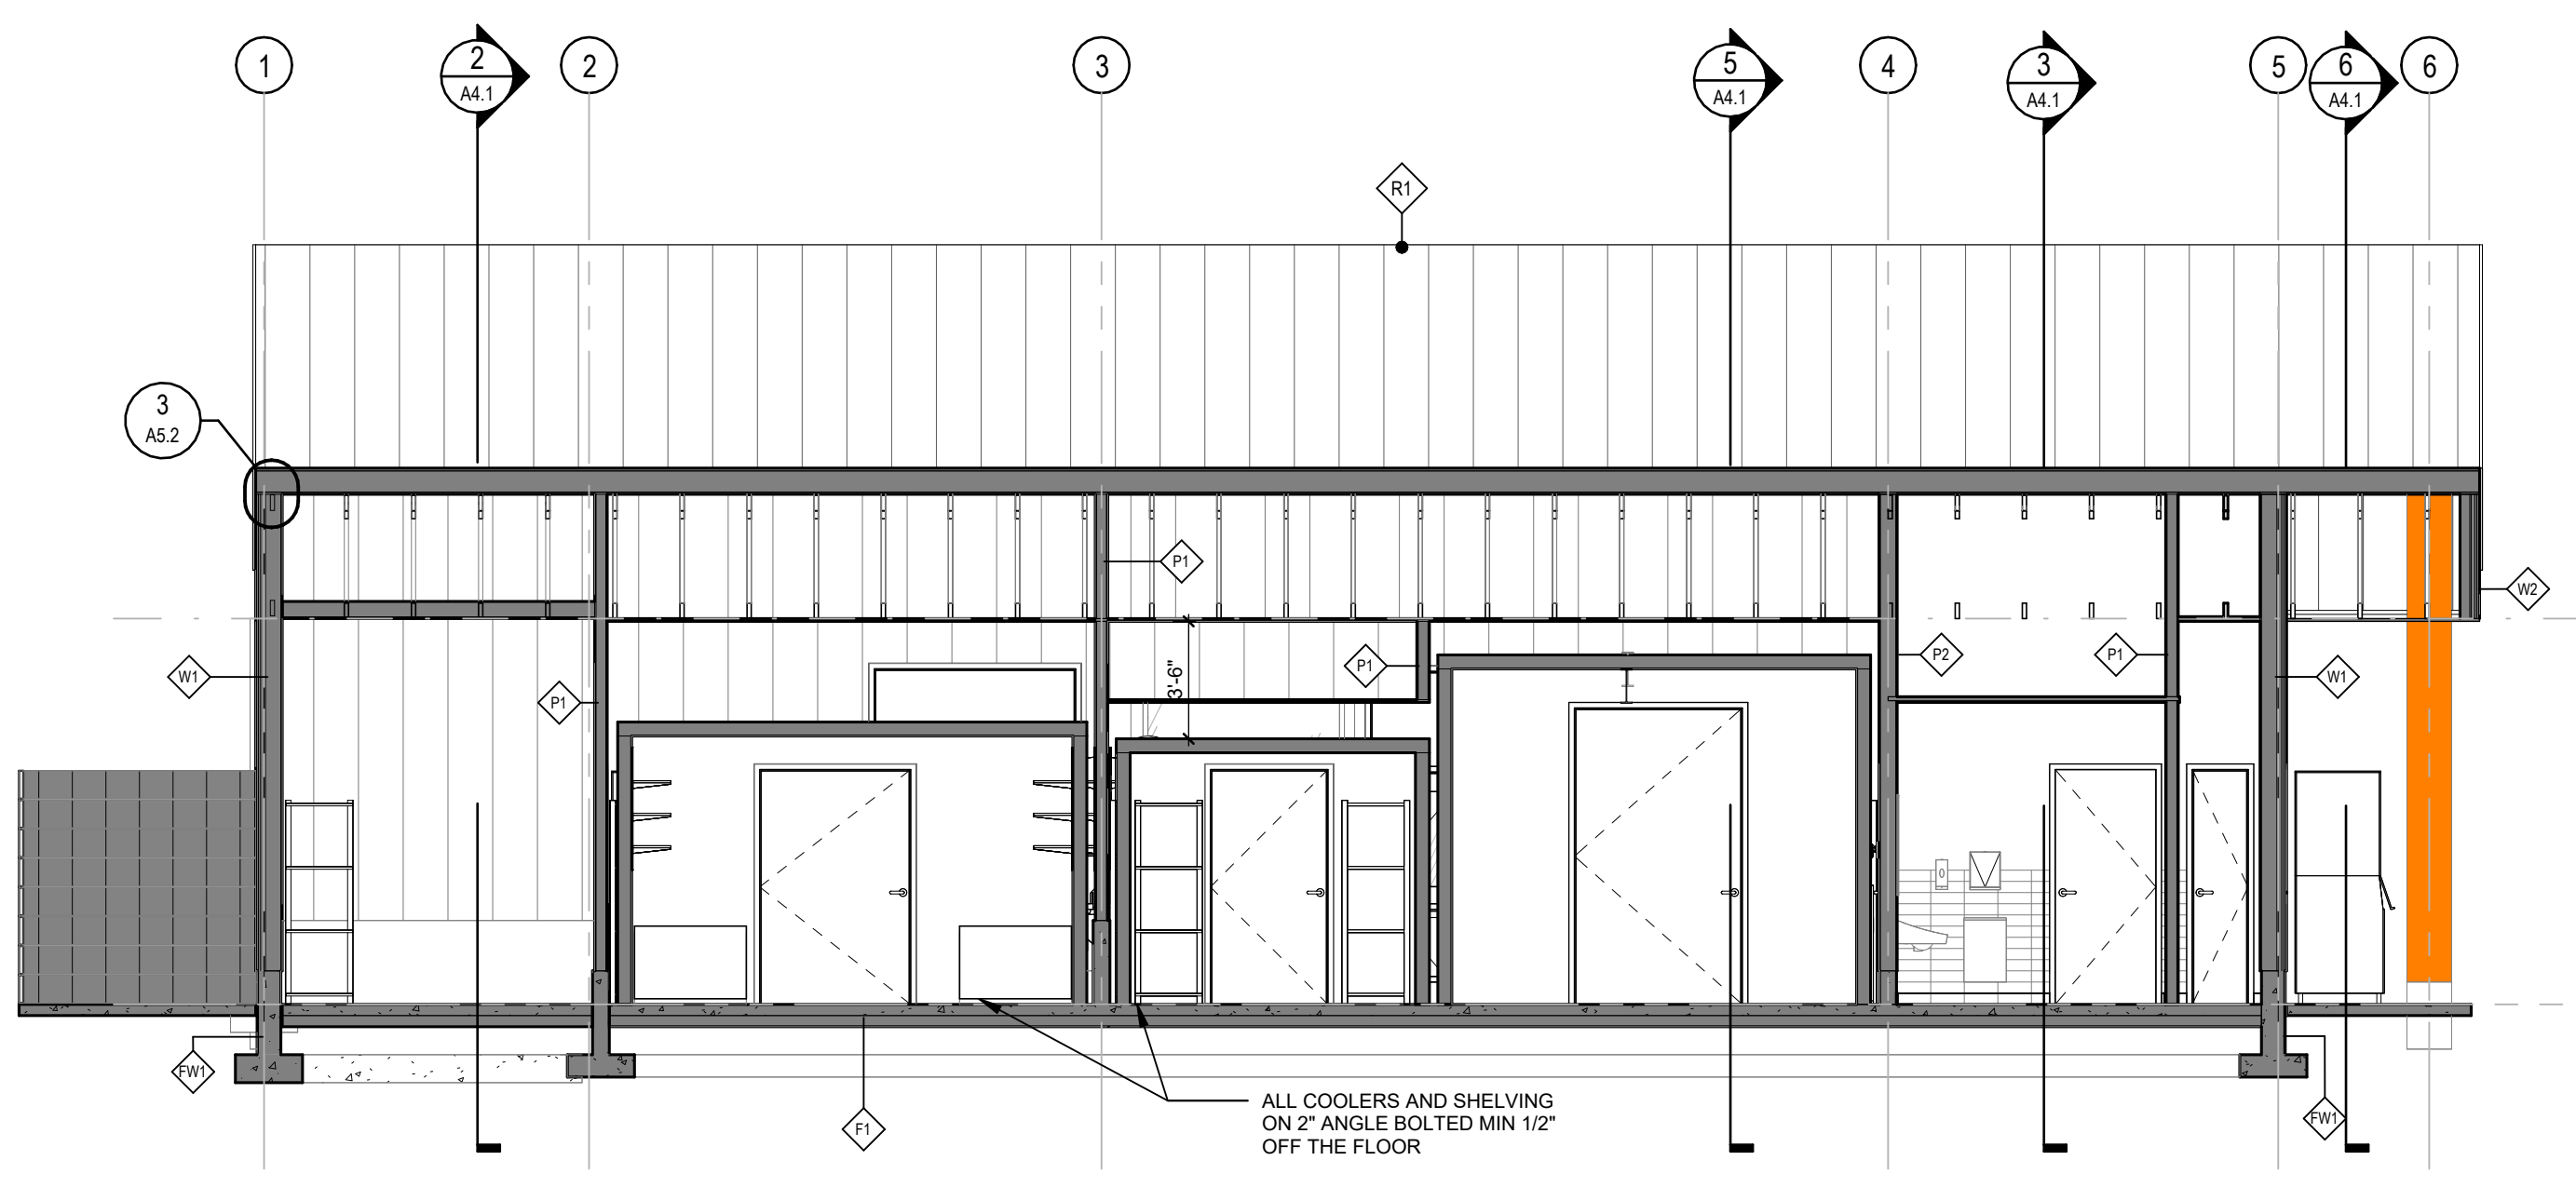 1
2
A4.1
2
3
5
A4.1
4
3
A4.1
5
6
A4.1
6
R1
3
A5.2
P1
W2
3'-6"
W1
P1
P1
P2
P1
W1
FW1
F1
ALL COOLERS AND SHELVING
ON 2" ANGLE BOLTED MIN 1/2"
OFF THE FLOOR
FW1